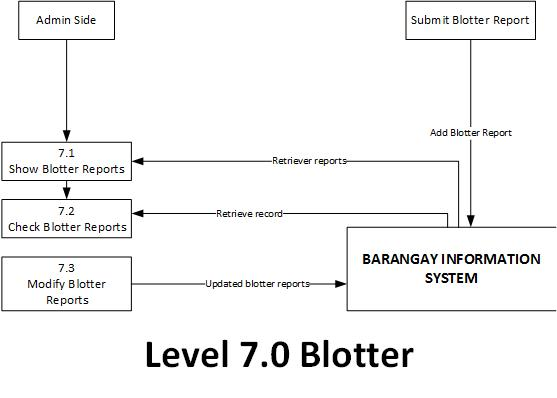 Admin Side
Submit Blotter Report
Add Blotter Report
7.1
Show Blotter Reports
Retriever reports
7.2
Check Blotter Reports
Retrieve record
7.3
Modify Blotter
Reports
Updated blotter reports
BARANGAY INFORMATION
SYSTEM
Level 7.0 Blotter